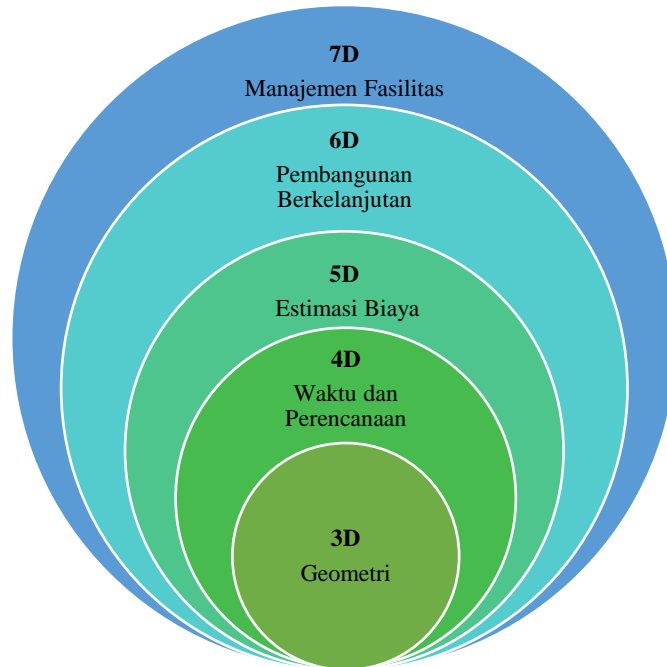 7D
Manajemen Fasilitas
6D
Pembangunan
Berkelanjutan
5D
Estimasi Biaya
4D
Waktu dan
Perencanaan
3D
Geometri